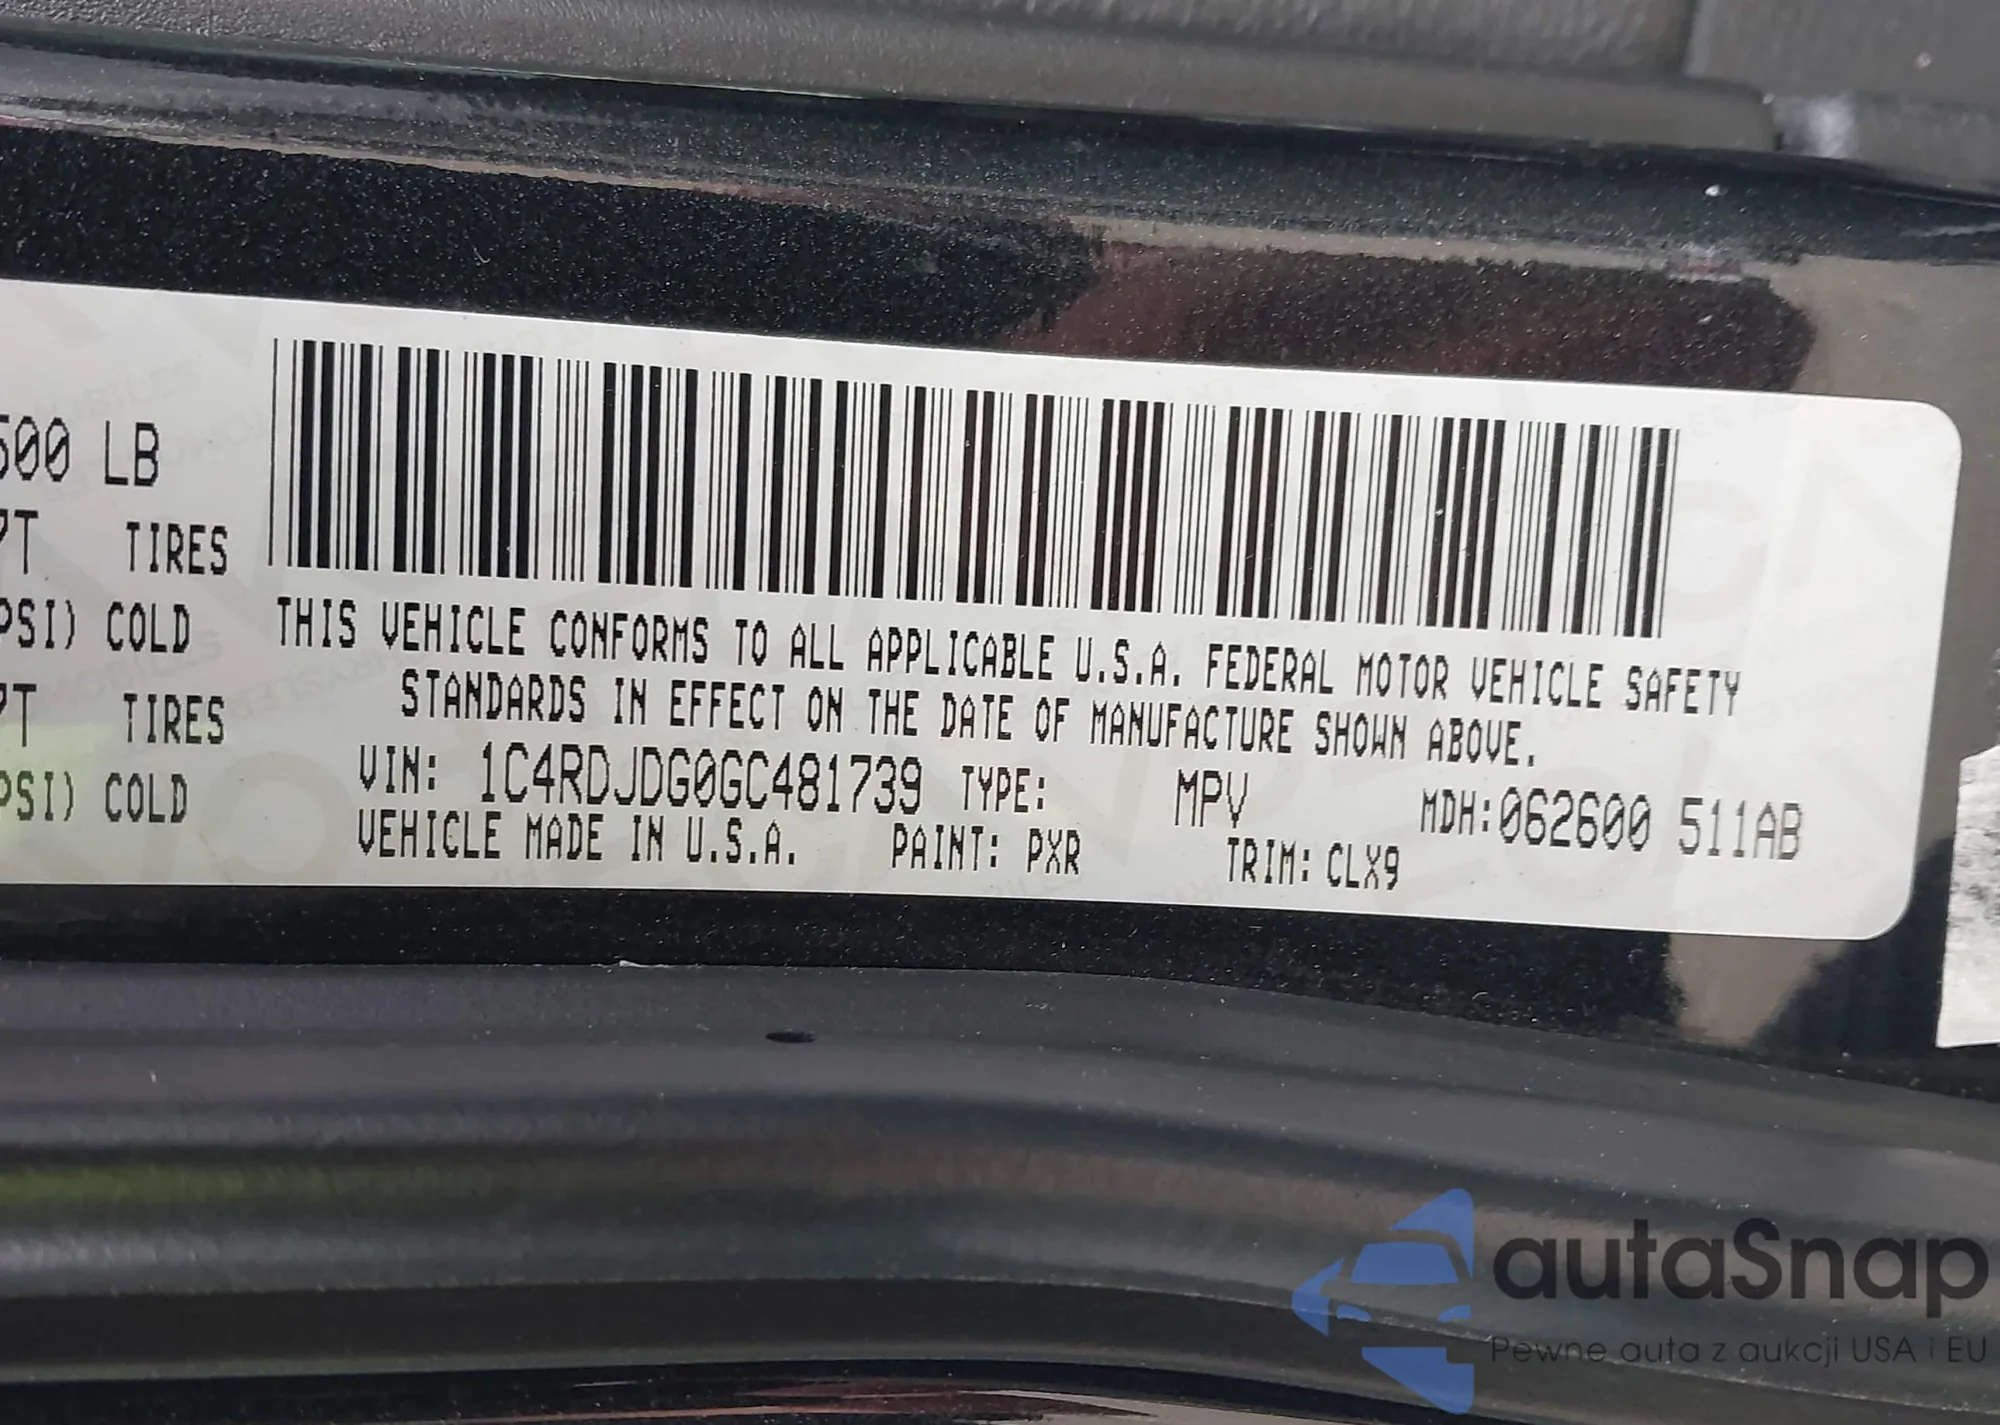 500 LB
7T TIRES
PSI) COLD
7T TIRES
PSI) COLD
THIS VEHICLE CONFORMS TO ALL APPLICABLE U.S.A. FEDERAL MOTOR VEHICLE SAFETY
STANDARDS IN EFFECT ON THE DATE OF MANUFACTURE SHOWN ABOVE.
VIN: 1C4RDJDG0GC481739 TYPE: MPV MDH:062600 511AB
VEHICLE MADE IN U.S.A. PAINT: PXR TRIM: CLX9
autaSnap
Pewne auta z aukcji USA i EU